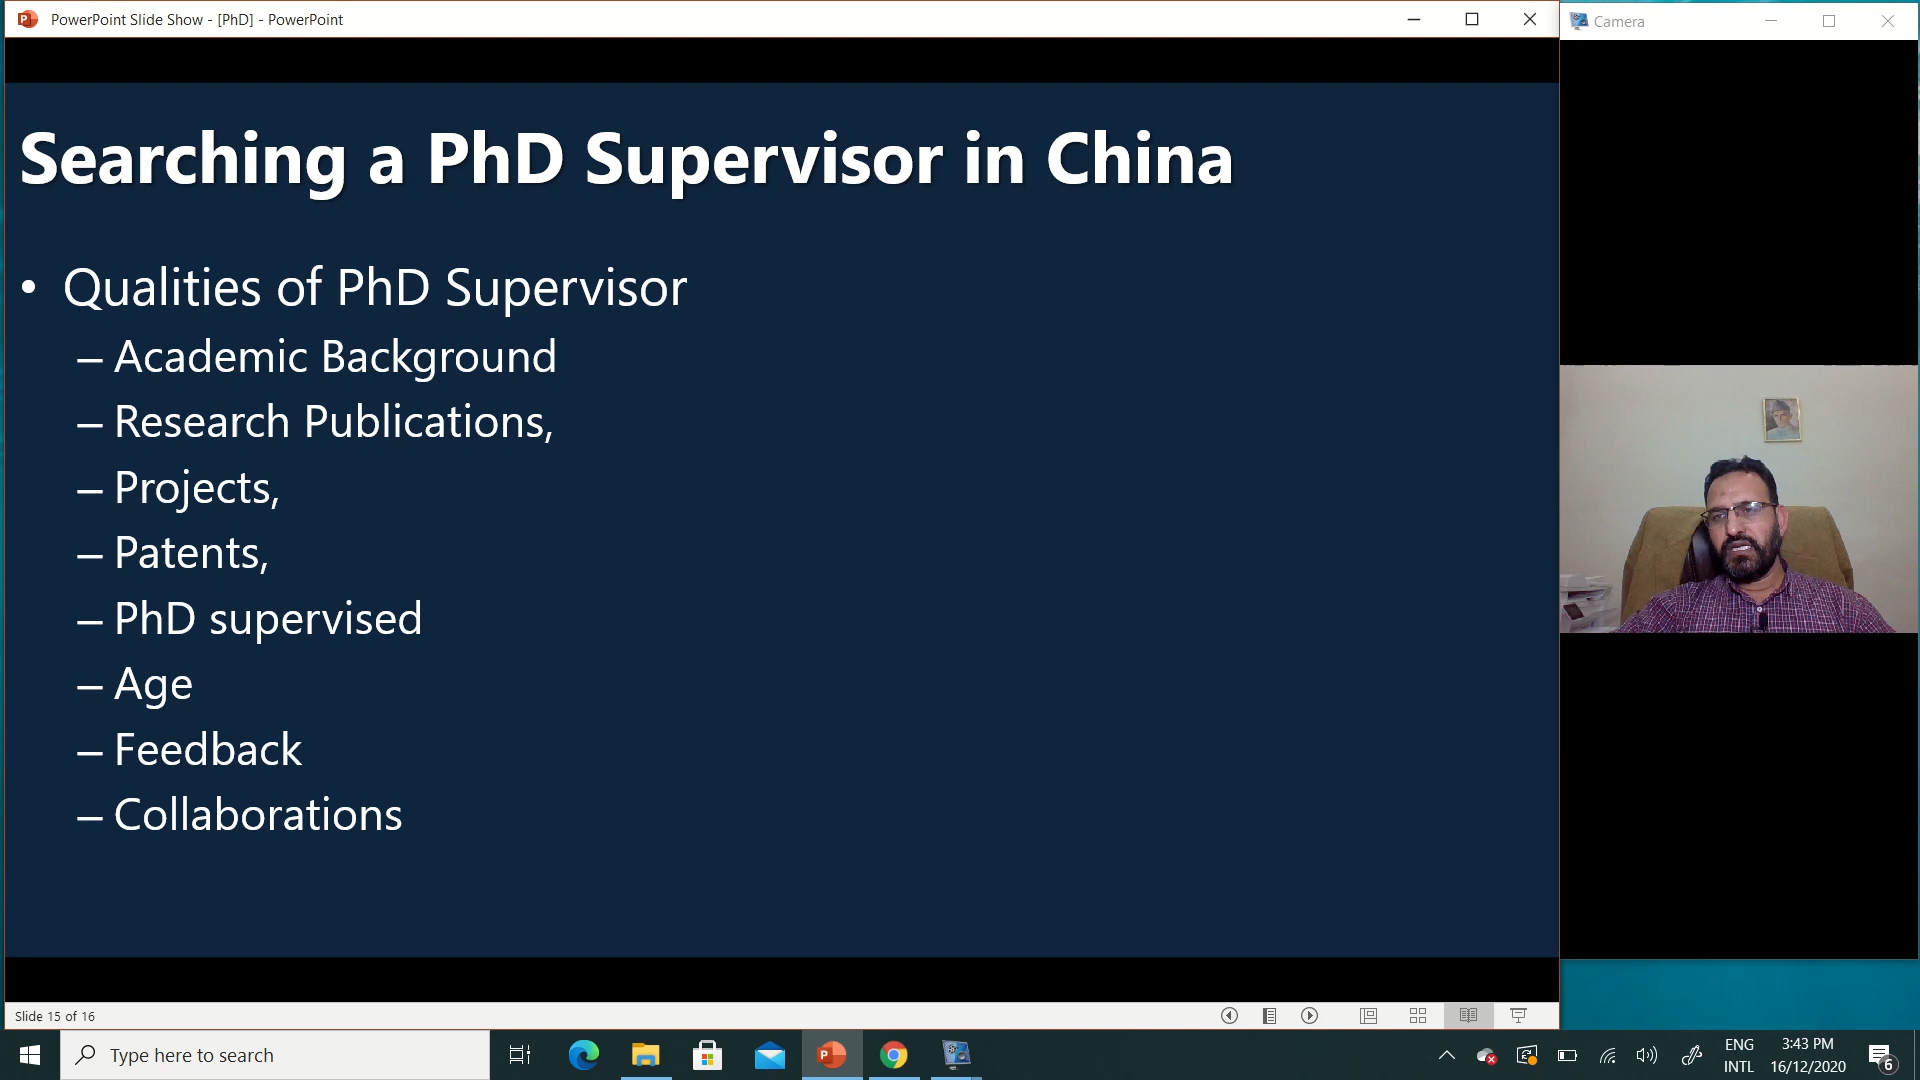 PowerPoint Slide Show - [PhD] - PowerPoint
Camera
Searching a PhD Supervisor in China
• Qualities of PhD Supervisor
– Academic Background
– Research Publications,
– Projects,
– Patents,
– PhD supervised
– Age
– Feedback
– Collaborations
Slide 15 of 16
Type here to search
ENG
INTL
3:43 PM
16/12/2020
6